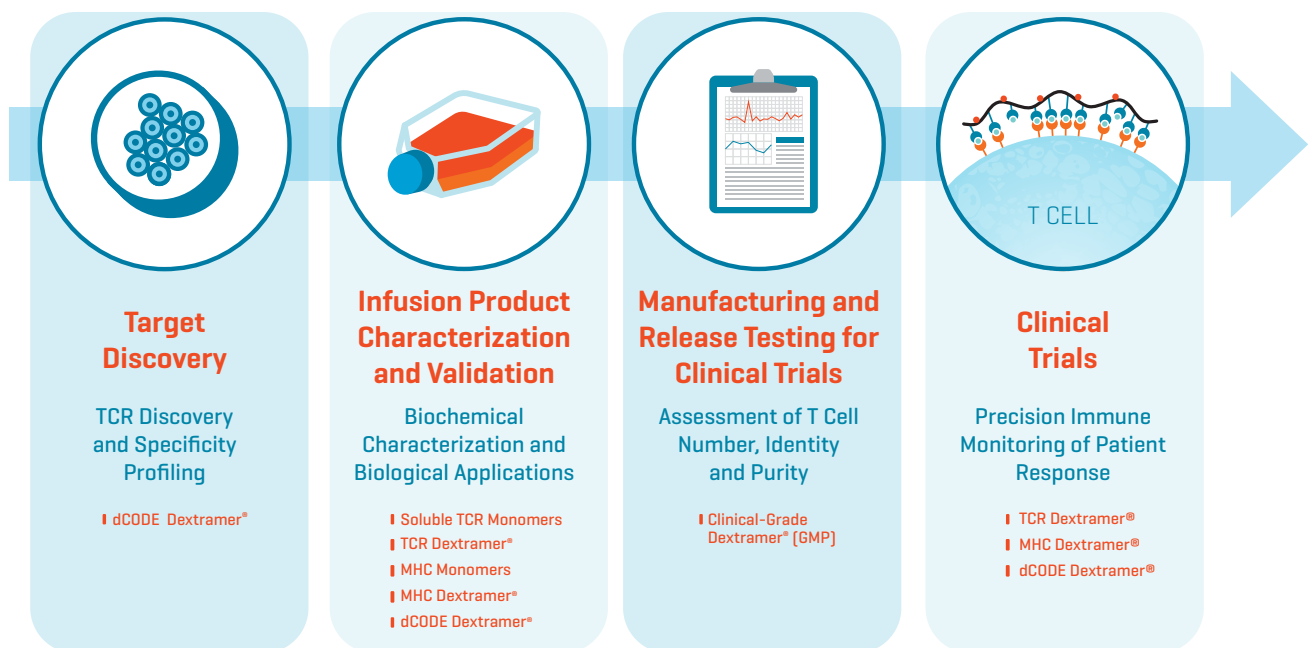 T CELL
Target
Discovery
TCR Discovery
and Specificity
Profiling
dCODE Dextramer®
Infusion Product
Characterization
and Validation
Biochemical
Characterization and
Biological Applications
Soluble TCR Monomers
TCR Dextramer®
MHC Monomers
MHC Dextramer®
dCODE Dextramer®
Manufacturing and
Release Testing for
Clinical Trials
Assessment of T Cell
Number, Identity
and Purity
Clinical-Grade
Dextramer® (GMP)
Clinical
Trials
Precision Immune
Monitoring of Patient
Response
TCR Dextramer®
MHC Dextramer®
dCODE Dextramer®